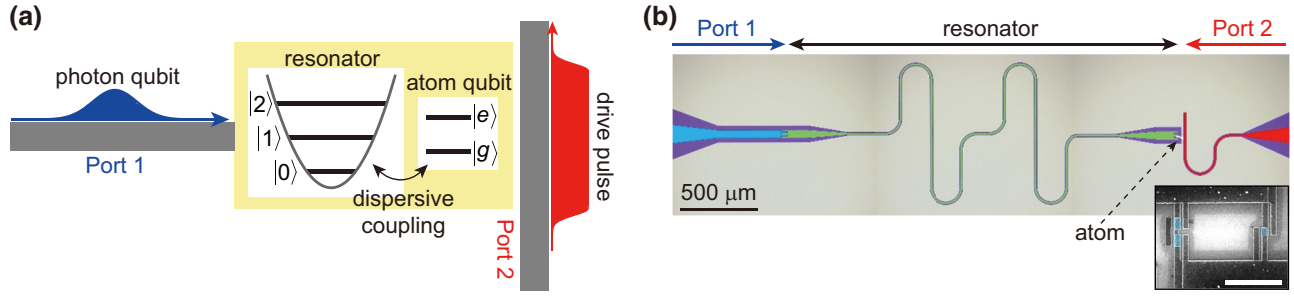 (a)
photon qubit
Port 1
resonator
|2⟩
|1⟩
|0⟩
atom qubit
|e⟩
|g⟩
dispersive
coupling
Port 2
drive pulse
(b)
Port 1
resonator
Port 2
500 μm
atom